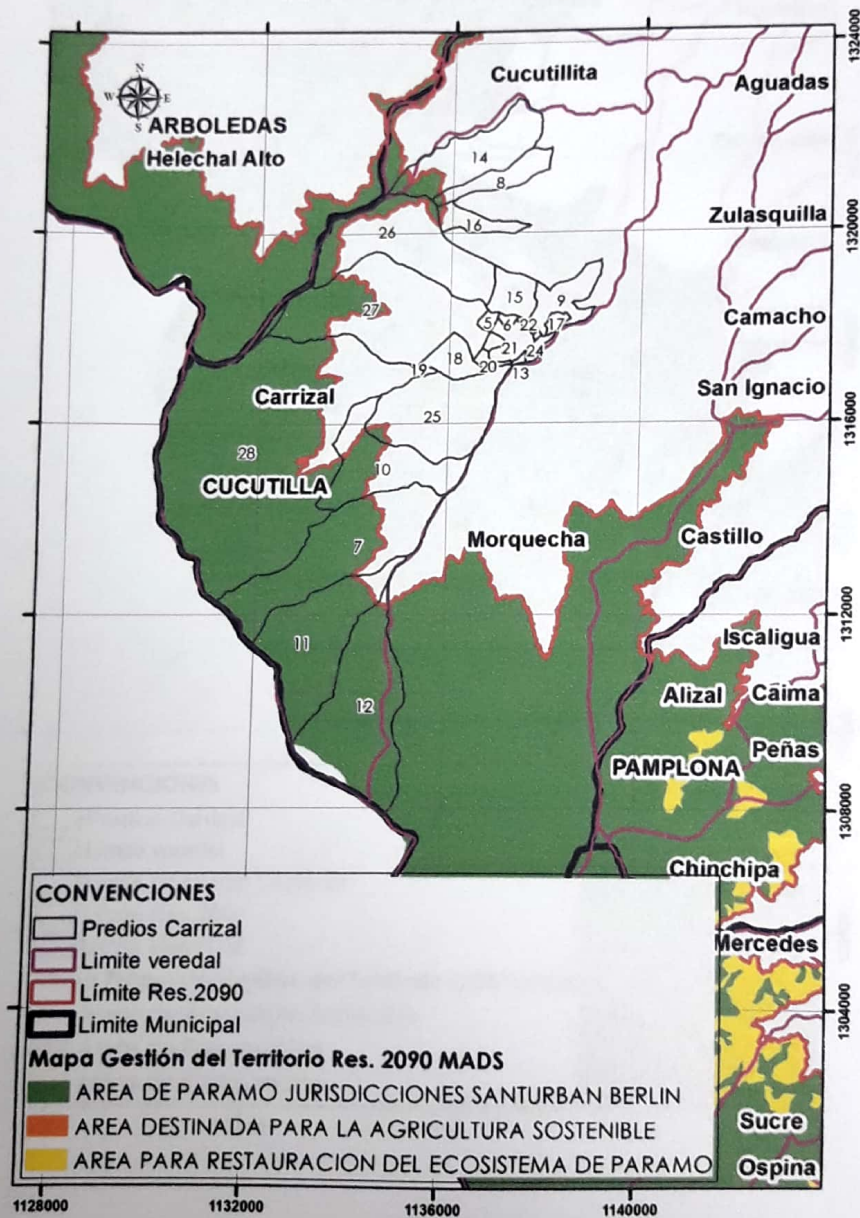 1324000
Cucutillita
Aguadas
N
W E
S
ARBOLEDAS
Helechal Alto
14
8
Zulasquilla
1320000
16
26
15
9
27
5
6
22
17
Camacho
21
24
18
19
20
13
San Ignacio
Carrizal
25
1316000
28
10
CUCUTILLA
Morquecha
Castillo
7
1312000
11
Iscaligua
12
Alizal
Caima
Peñas
PAMPLONA
1308000
Chinchipa
Mercedes
1304000
Sucre
Ospina
CONVENCIONES
Predios Carrizal
Limite veredal
Límite Res.2090
Limite Municipal
Mapa Gestión del Territorio Res. 2090 MADS
AREA DE PARAMO JURISDICCIONES SANTURBAN BERLIN
AREA DESTINADA PARA LA AGRICULTURA SOSTENIBLE
AREA PARA RESTAURACION DEL ECOSISTEMA DE PARAMO
1128000
1132000
1136000
1140000